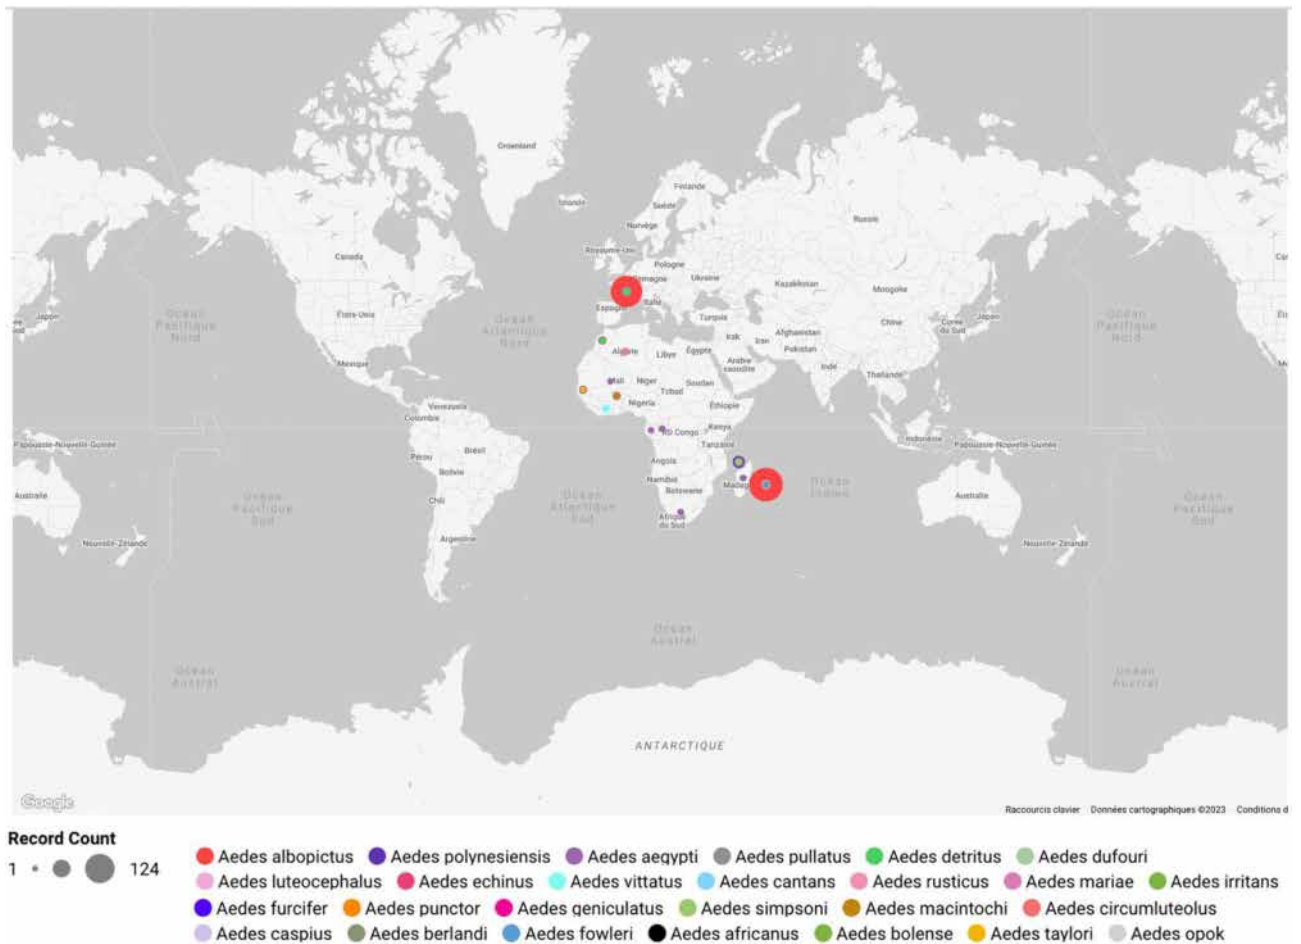 Groenland
Islande
Finlande
Suède
Norvège
Russie
Canada
Royaume-Uni
Pologne
Ukraine
Kazakhstan
Mongolie
États-Unis
Espagne
Italie
Turquie
Chine
Corée du Sud
Japon
Océan Pacifique Nord
Océan Atlantique Nord
Océan Pacifique Nord
Irak
Iran
Afghanistan
Pakistan
Algérie
Libye
Égypte
Arabie saoudite
Inde
Mexique
Mali
Niger
Tchad
Soudan
Thaïlande
Nigéria
Éthiopie
Venezuela
Colombie
RD Congo
Kenya
Tanzanie
Indonésie
Papouasie-Nouvelle-Guinée
Papouasie-Nouvelle-Guinée
Pérou
Brésil
Bolivie
Angola
Namibie
Botswana
Océan Indien
Australie
Australie
Océan Pacifique Sud
Océan Atlantique Sud
Océan Pacifique Sud
Chili
Afrique du Sud
Argentine
Nouvelle-Zélande
Nouvelle-Zélande
Océan Austral
Océan Austral
Océan Austral
ANTARCTIQUE
Google
Raccourcis clavier Données cartographiques ©2023 Conditions d
Record Count
1 124
Aedes albopictus Aedes polynesiensis Aedes aegypti Aedes pullatus Aedes detritus Aedes dufouri
Aedes luteocephalus Aedes echinus Aedes vittatus Aedes cantans Aedes rusticus Aedes mariae Aedes irritans
Aedes furcifer Aedes punctor Aedes geniculatus Aedes simpsoni Aedes macintochi Aedes circumluteolus
Aedes caspius Aedes berlandi Aedes fowleri Aedes africanus Aedes bolense Aedes taylori Aedes opok